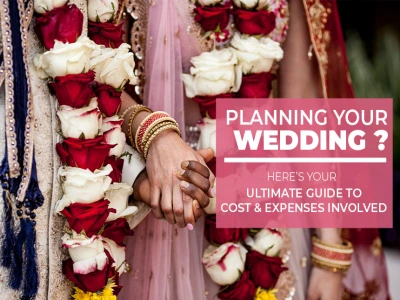 PLANNING YOUR
WEDDING ?
HERE'S YOUR
ULTIMATE GUIDE TO
COST & EXPENSES INVOLVED